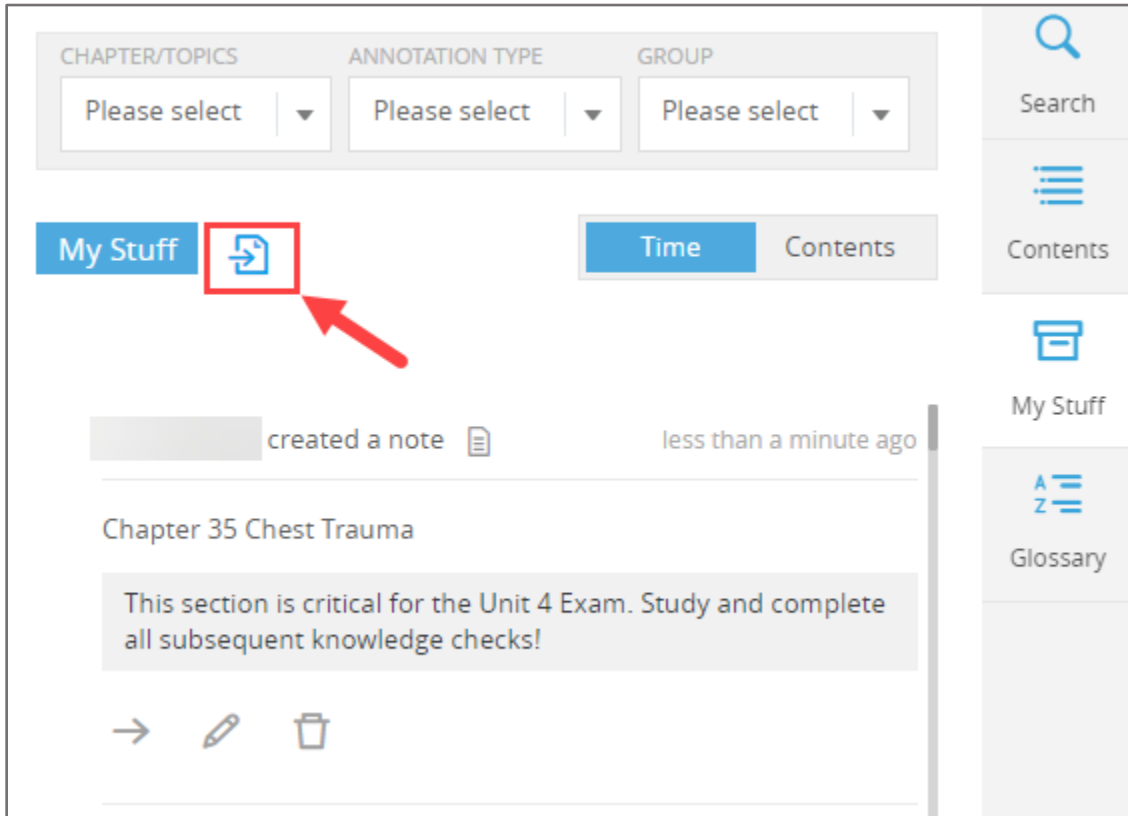 CHAPTER/TOPICS
ANNOTATION TYPE
GROUP
Please select
Please select
Please select
My Stuff
Time
Contents
created a note
less than a minute ago
Chapter 35 Chest Trauma
This section is critical for the Unit 4 Exam. Study and complete
all subsequent knowledge checks!
Search
Contents
My Stuff
A
Z
Glossary